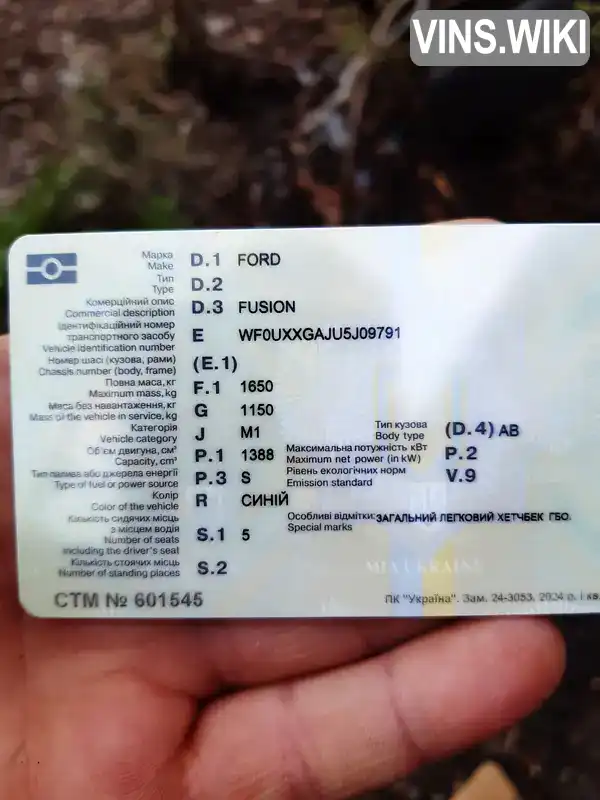 VINS.WIKI
Марка
Make D.1 FORD
Тип
Type D.2
Комерційний опис
Commercial description D.3 FUSION
Ідентифікаційний номер
транспортного засобу E WF0UXXGAJU5J09791
Vehicle identification number
Номер шасі (кузова, рами) (E.1)
Chassis number (body, frame)
Повна маса, кг F.1 1650
Maximum mass, kg
Маса без навантаження, кг G 1150
Mass of the vehicle in service, kg
Категорія J M1 Тип кузова (D.4) AB
Vehicle category Body type
Об'єм двигуна, см³ P.1 1388 Максимальна потужність кВт P.2
Capacity, cm³ Maximum net power (in kW)
Тип палива або джерела енергії P.3 S Рівень екологічних норм V.9
Type of fuel or power source Emission standard
Колір R СИНІЙ
Color of the vehicle
Кількість сидячих місць Особливі відмітки: ЗАГАЛЬНИЙ ЛЕГКОВИЙ ХЕТЧБЕК ГБО.
з місцем водія S.1 5 Special marks
Number of seats
including the driver's seat
Кількість стоячих місць S.2 MIA UKRAINE
Number of standing places
СТМ № 601545 ПК "Україна". Зам. 24-3053, 2024 р. І кв.